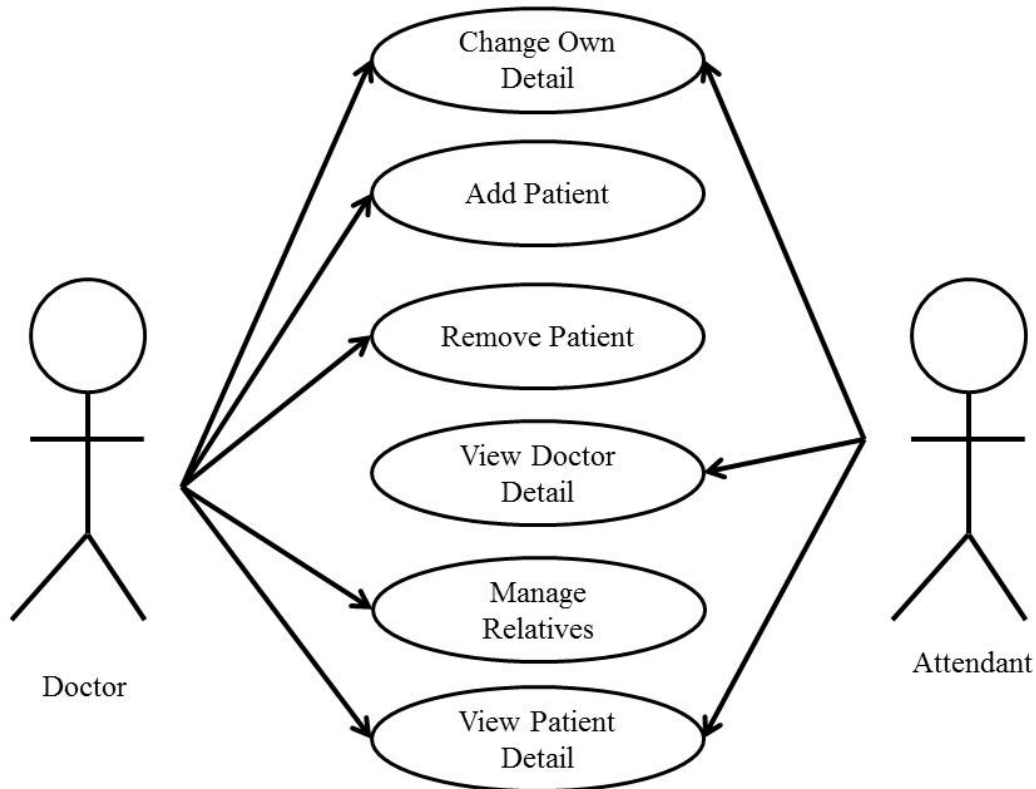 Change Own
Detail
Add Patient
Remove Patient
View Doctor
Detail
Manage
Relatives
View Patient
Detail
Doctor
Attendant